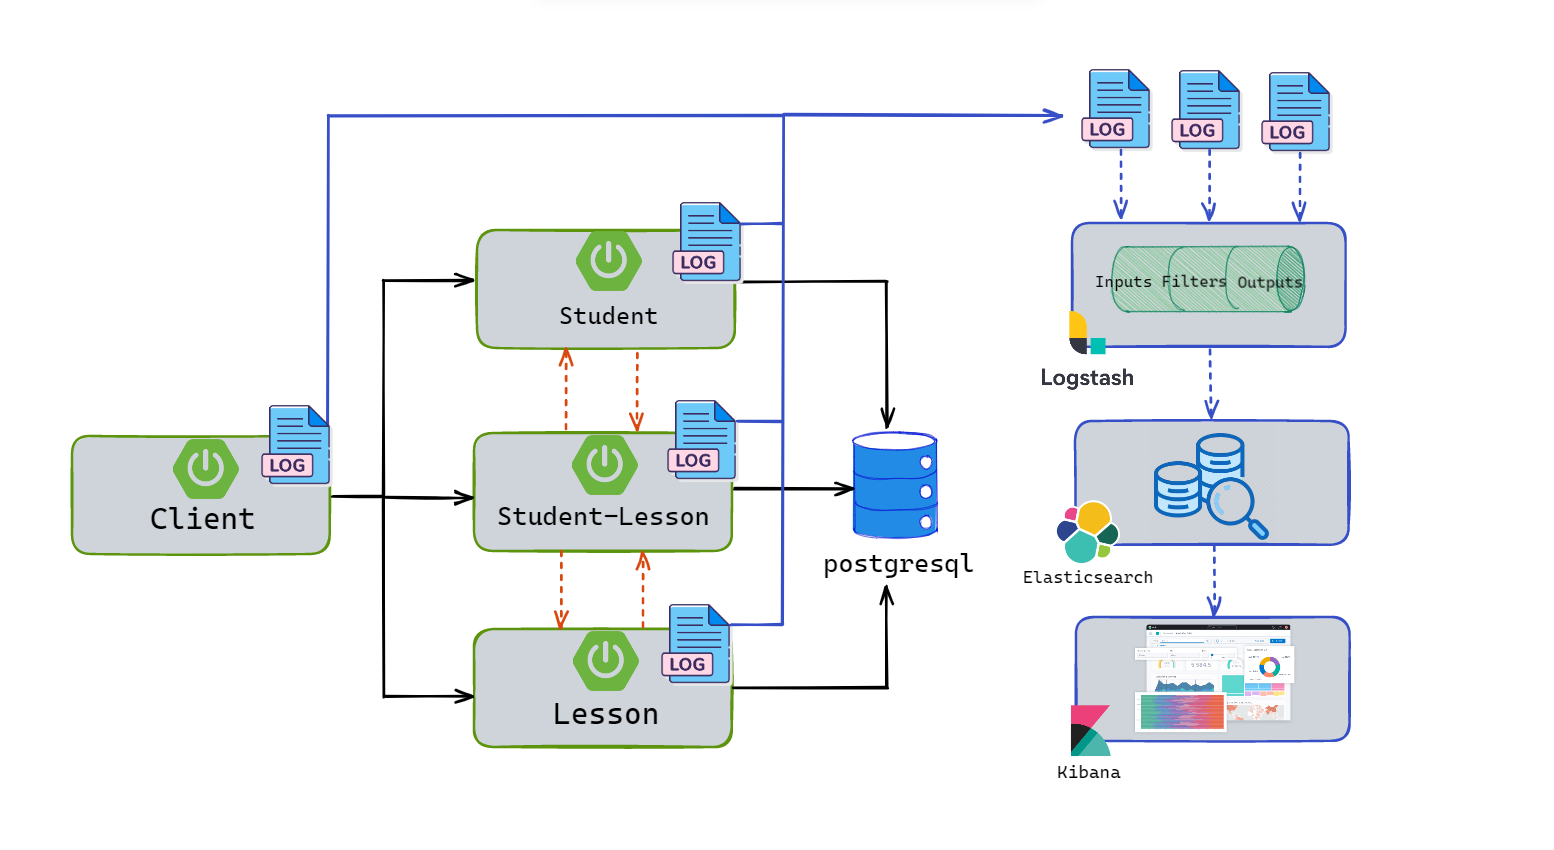 LOG
LOG
LOG
LOG
Student
Inputs Filters Outputs
Logstash
LOG
Client
LOG
Student-Lesson
postgresql
Elasticsearch
LOG
Lesson
Kibana